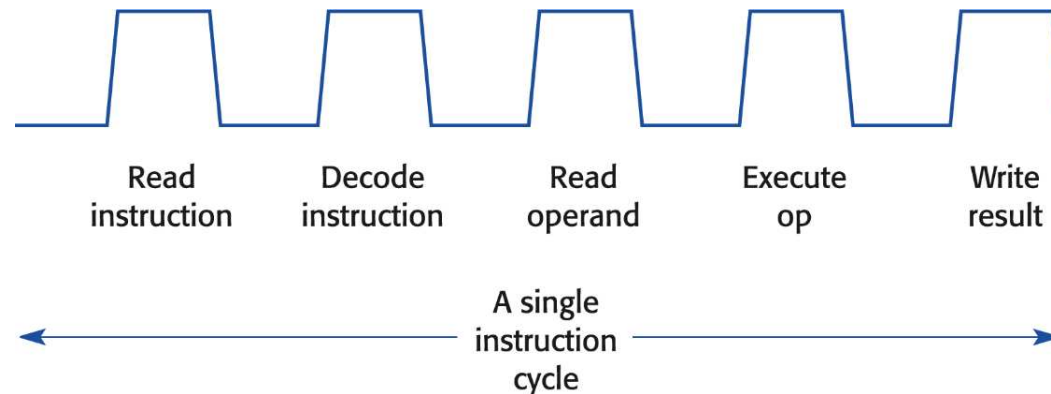 Read
instruction
Decode
instruction
Read
operand
Execute
op
Write
result
A single
instruction
cycle